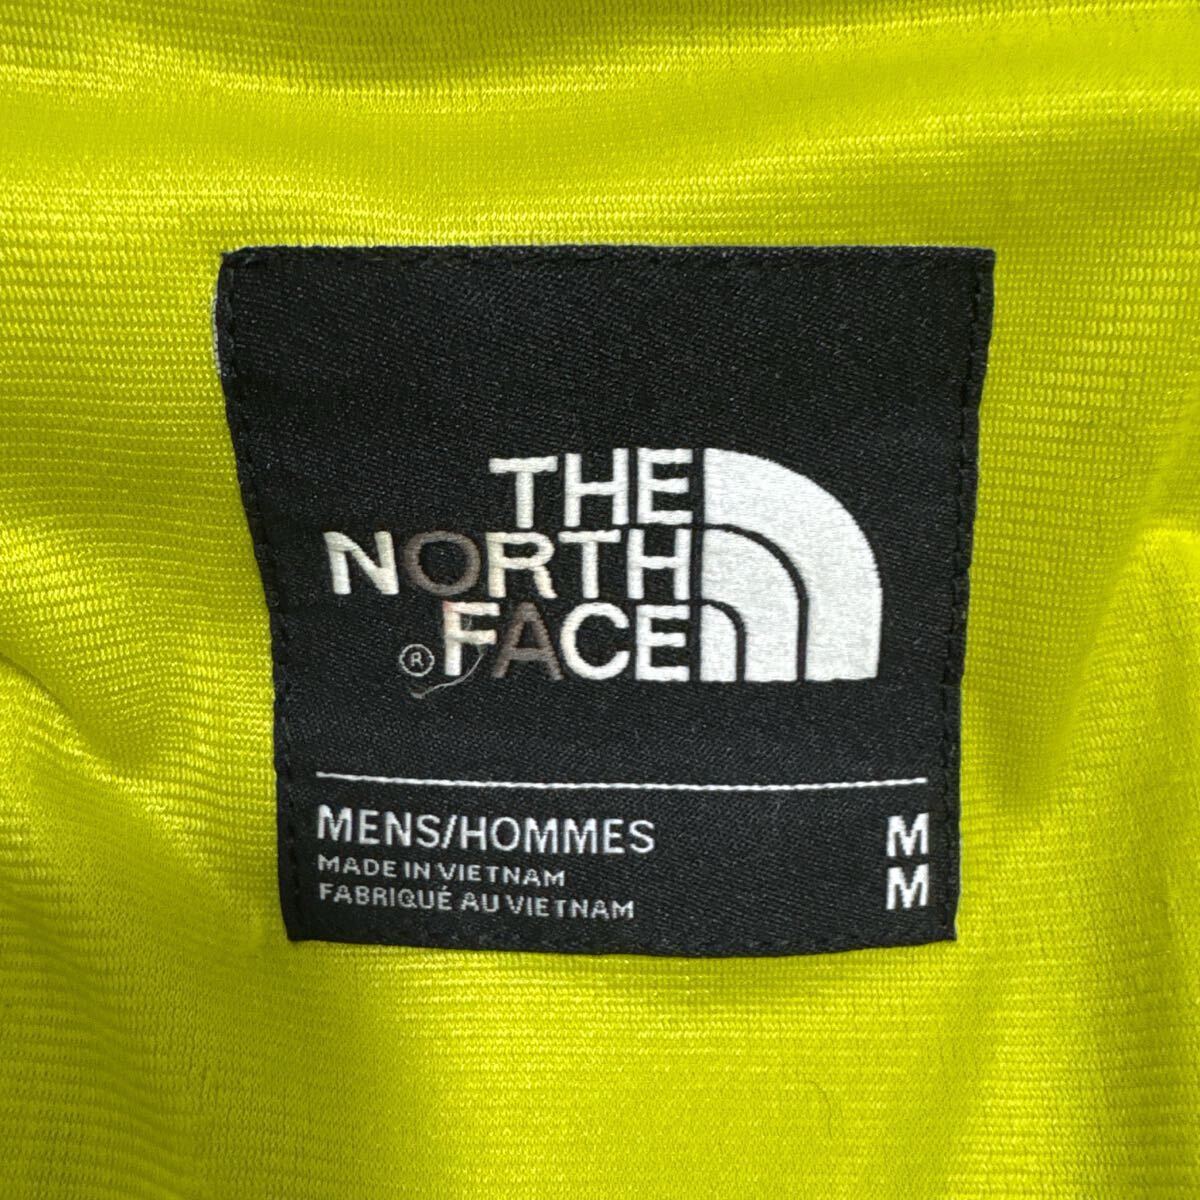 THE
NORTH
® FACE
MENS/HOMMES M
MADE IN VIETNAM
FABRIQUÉ AU VIETNAM M